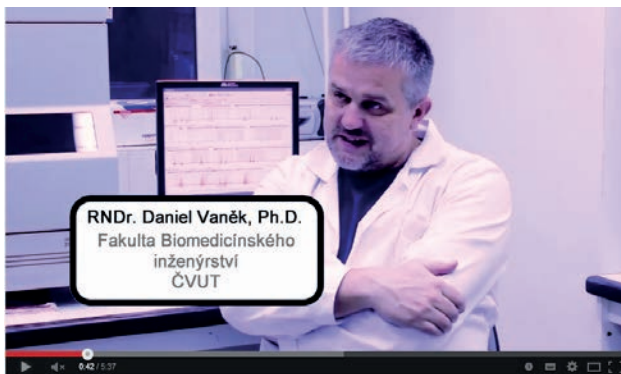 RNDr. Daniel Vaněk, Ph.D.
Fakulta Biomedicínského
inženýrství
ČVUT
0:42 / 5:37